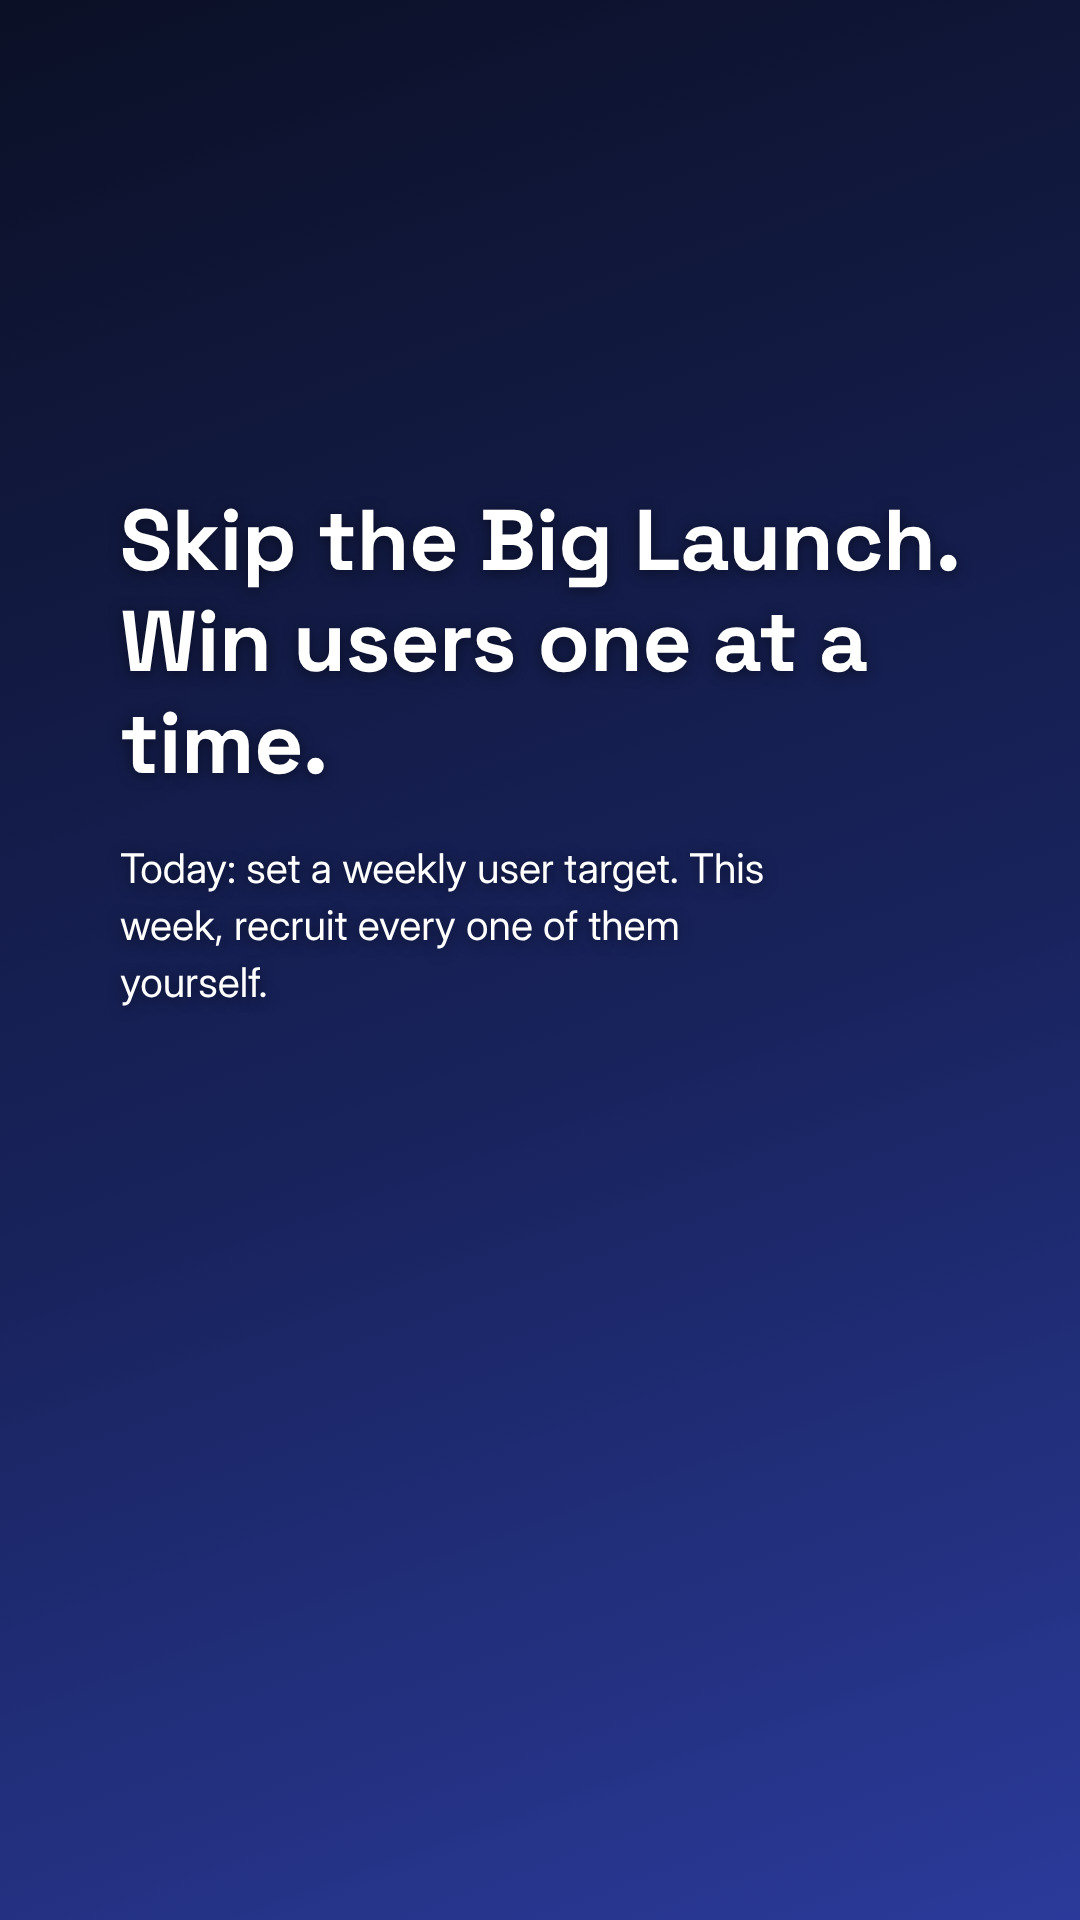 Skip the Big Launch.
Win users one at a
time.
Today: set a weekly user target. This
week, recruit every one of them
yourself.